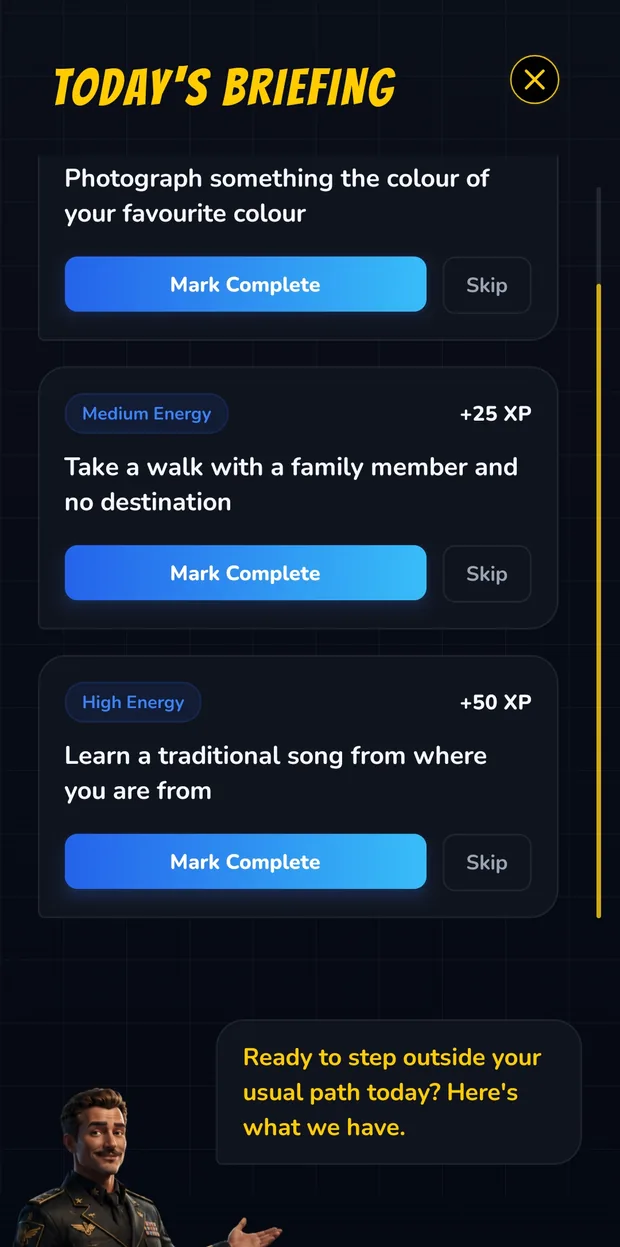 TODAY'S BRIEFING
Photograph something the colour of
your favourite colour
Mark Complete
Skip
Medium Energy
+25 XP
Take a walk with a family member and
no destination
Mark Complete
Skip
High Energy
+50 XP
Learn a traditional song from where
you are from
Mark Complete
Skip
Ready to step outside your
usual path today? Here's
what we have.